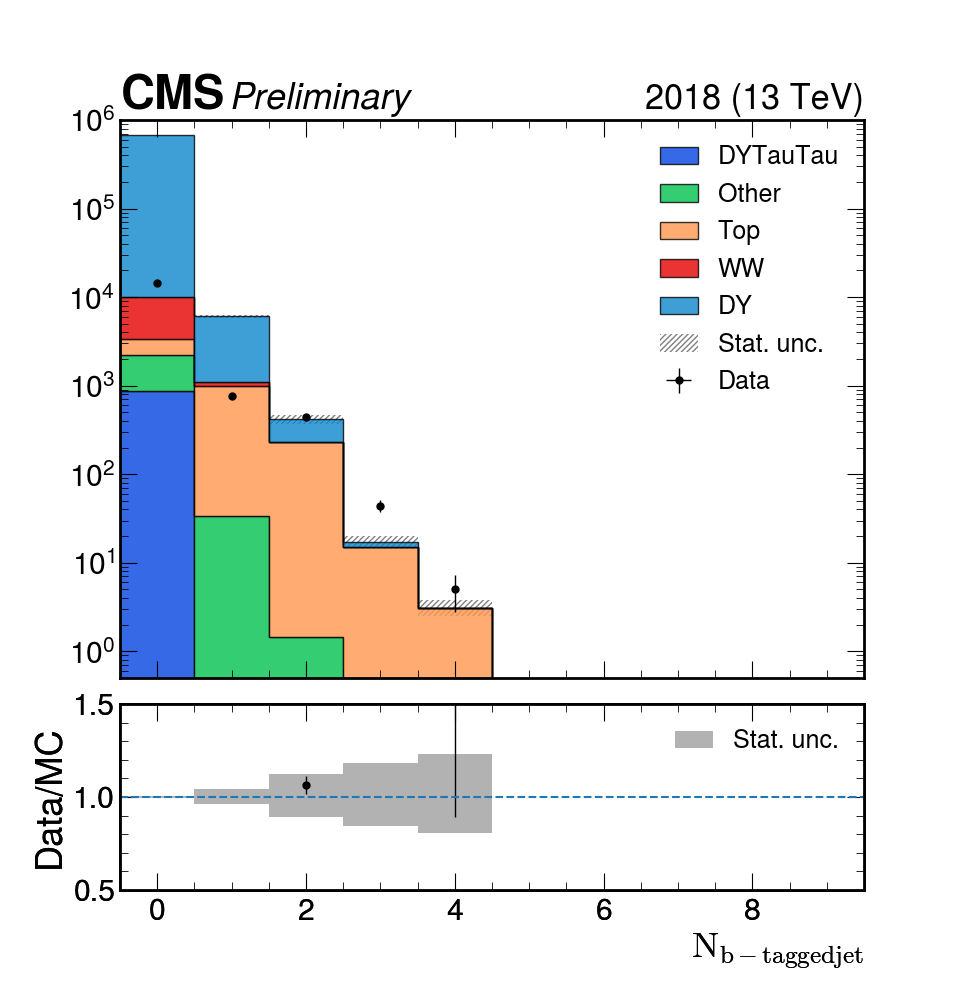 CMS Preliminary 2018 (13 TeV)
10^6
10^5
10^4
10^3
10^2
10^1
10^0
DYTauTau
Other
Top
WW
DY
Stat. unc.
Data
Data/MC
1.5
1.0
0.5
Stat. unc.
0 2 4 6 8
N_{b-taggedjet}